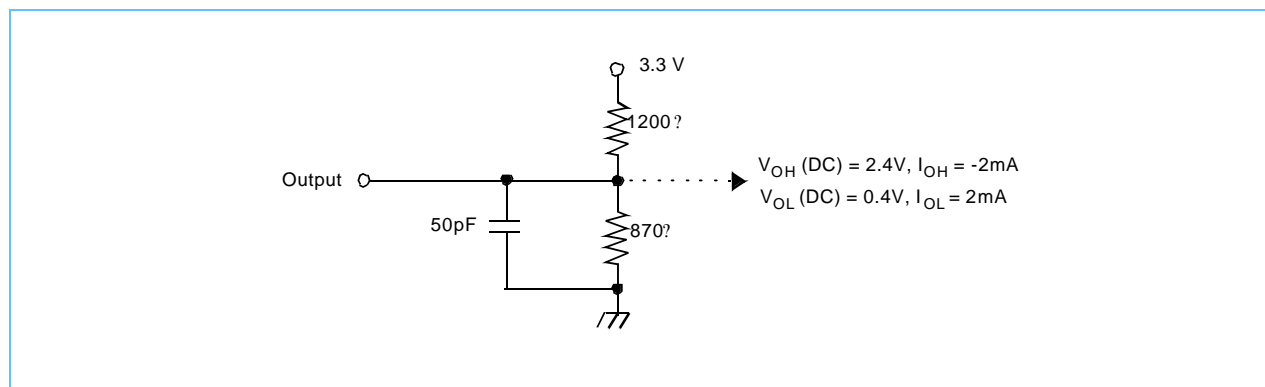 3.3 V
1200?
Output
V_OH (DC) = 2.4V, I_OH = -2mA
V_OL (DC) = 0.4V, I_OL = 2mA
50pF
870?